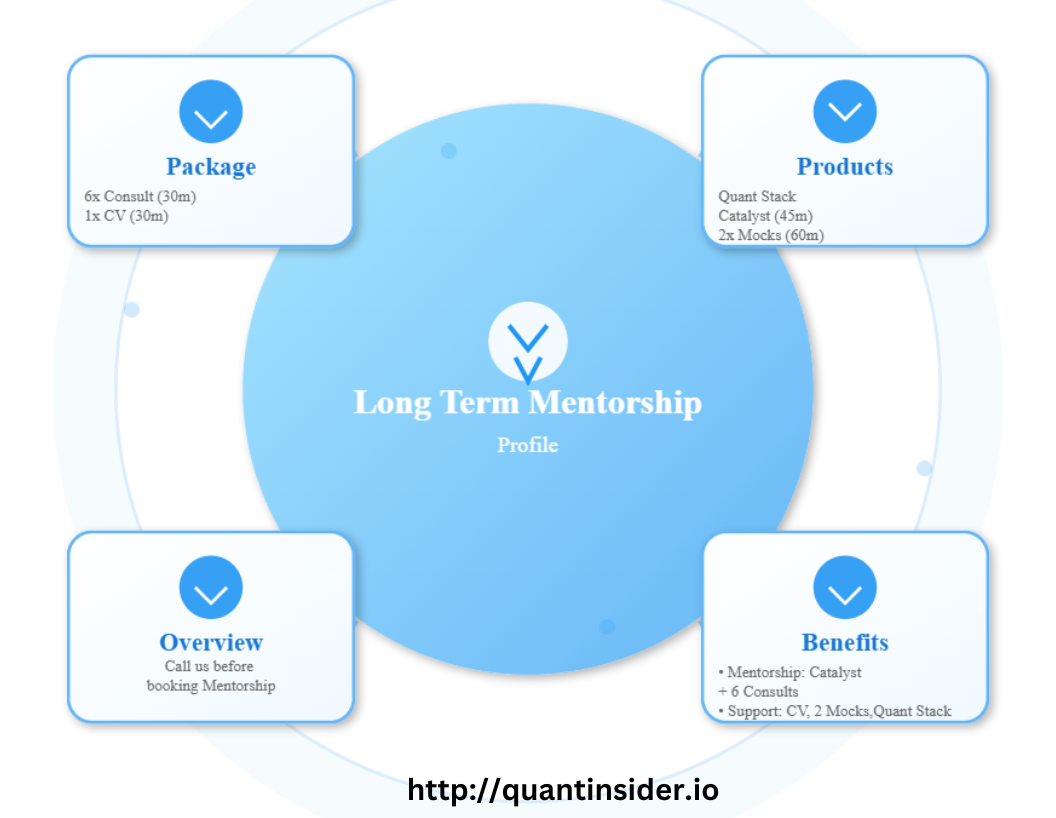 Package
6x Consult (30m)
1x CV (30m)
Products
Quant Stack
Catalyst (45m)
2x Mocks (60m)
Long Term Mentorship
Profile
Overview
Call us before
booking Mentorship
Benefits
• Mentorship: Catalyst
+ 6 Consults
• Support: CV, 2 Mocks,Quant Stack
http://quantinsider.io